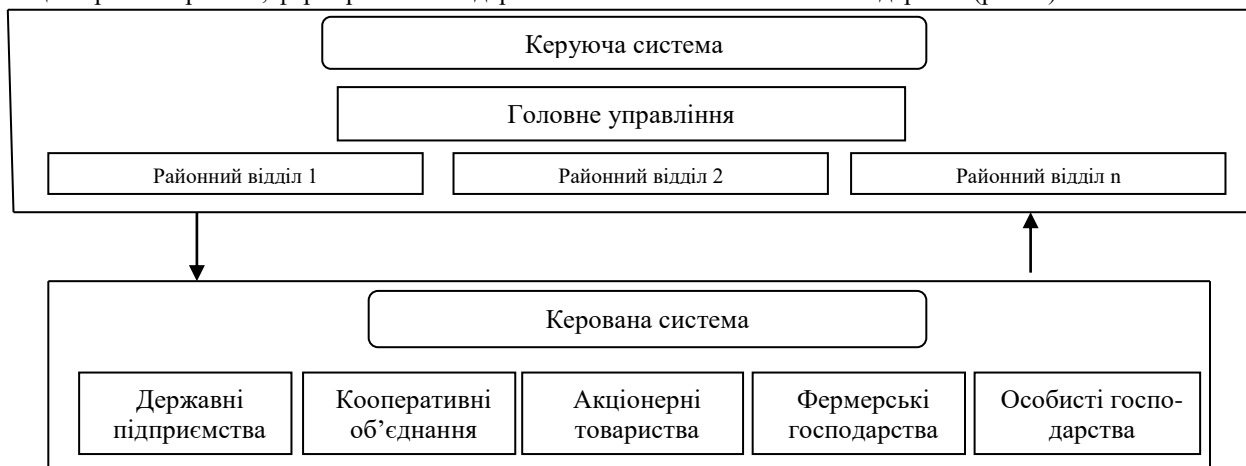 Керуюча система
Головне управління
Районний відділ 1
Районний відділ 2
Районний відділ n
Керована система
Державні
підприємства
Кооперативні
об’єднання
Акціонерні
товариства
Фермерські
господарства
Особисті госпо-
дарства